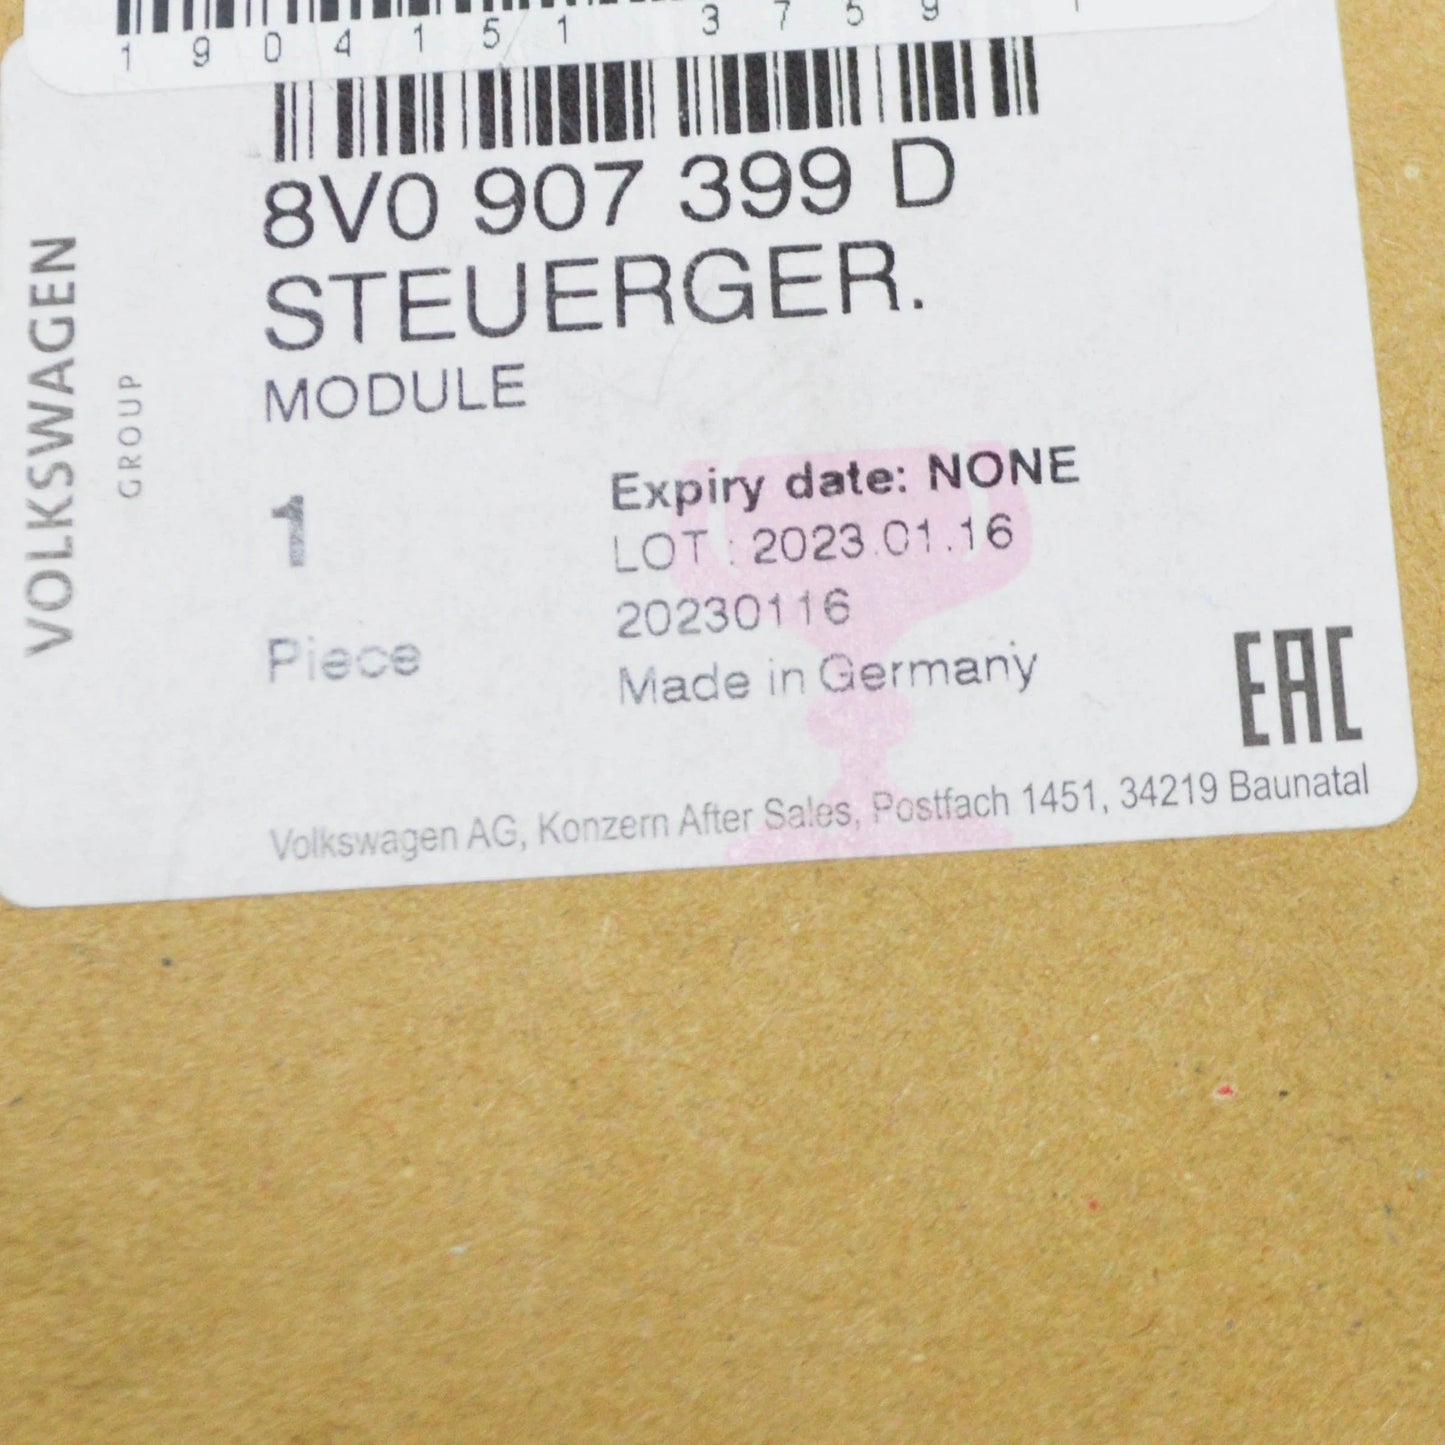 1 9 0 4 1 5 1 3 7 5 9
8V0 907 399 D
STEUERGER.
MODULE
VOLKSWAGEN
GROUP
1
Piece
Expiry date: NONE
LOT : 2023.01.16
20230116
Made in Germany
EAC
Volkswagen AG, Konzern After Sales, Postfach 1451, 34219 Baunatal